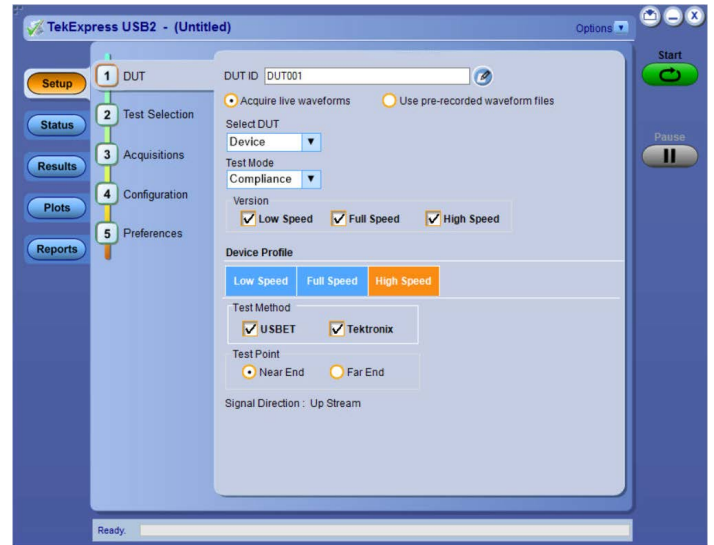 TekExpress USB2 - (Untitled)
Options
Start
Pause
Setup
Status
Results
Plots
Reports
1 DUT
2 Test Selection
3 Acquisitions
4 Configuration
5 Preferences
DUT ID DUT001
Acquire live waveforms Use pre-recorded waveform files
Select DUT
Device
Test Mode
Compliance
Version
Low Speed Full Speed High Speed
Device Profile
Low Speed Full Speed High Speed
Test Method
USBET Tektronix
Test Point
Near End Far End
Signal Direction : Up Stream
Ready.